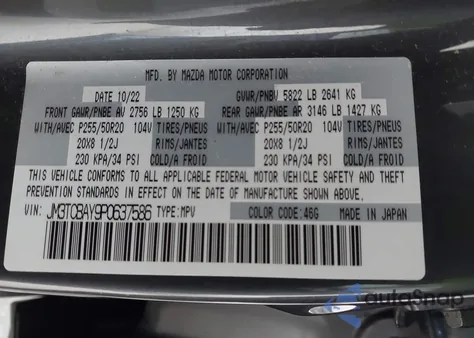 MFD. BY MAZDA MOTOR CORPORATION
DATE 10/22 GVWR/PNBV 5822 LB 2641 KG
FRONT GAWR/PNBE AV 2756 LB 1250 KG REAR GAWR/PNBE AR 3146 LB 1427 KG
WITH/AVEC P255/50R20 104V TIRES/PNEUS WITH/AVEC P255/50R20 104V TIRES/PNEUS
20X8 1/2J RIMS/JANTES 20X8 1/2J RIMS/JANTES
230 KPA/34 PSI COLD/A FROID 230 KPA/34 PSI COLD/A FROID
THIS VEHICLE CONFORMS TO ALL APPLICABLE FEDERAL MOTOR VEHICLE SAFETY AND THEFT
PREVENTION STANDARDS IN EFFECT ON THE DATE OF MANUFACTURE SHOWN ABOVE.
VIN: JM3TCBAY9P0637586 TYPE: MPV COLOR CODE: 46G MADE IN JAPAN
autoSnap